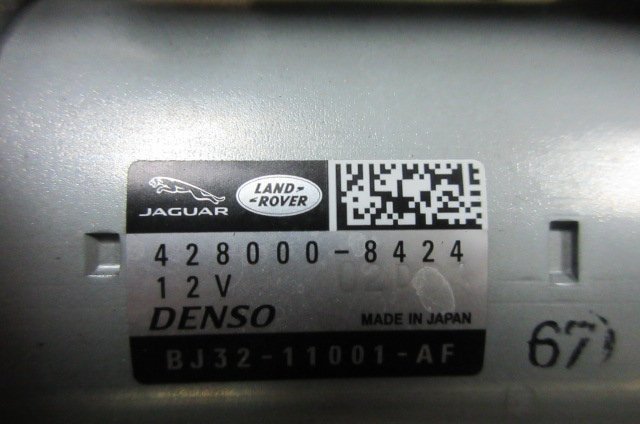 JAGUAR
LAND-
-ROVER
428000-8424
12V
DENSO
MADE IN JAPAN
BJ32-11001-AF